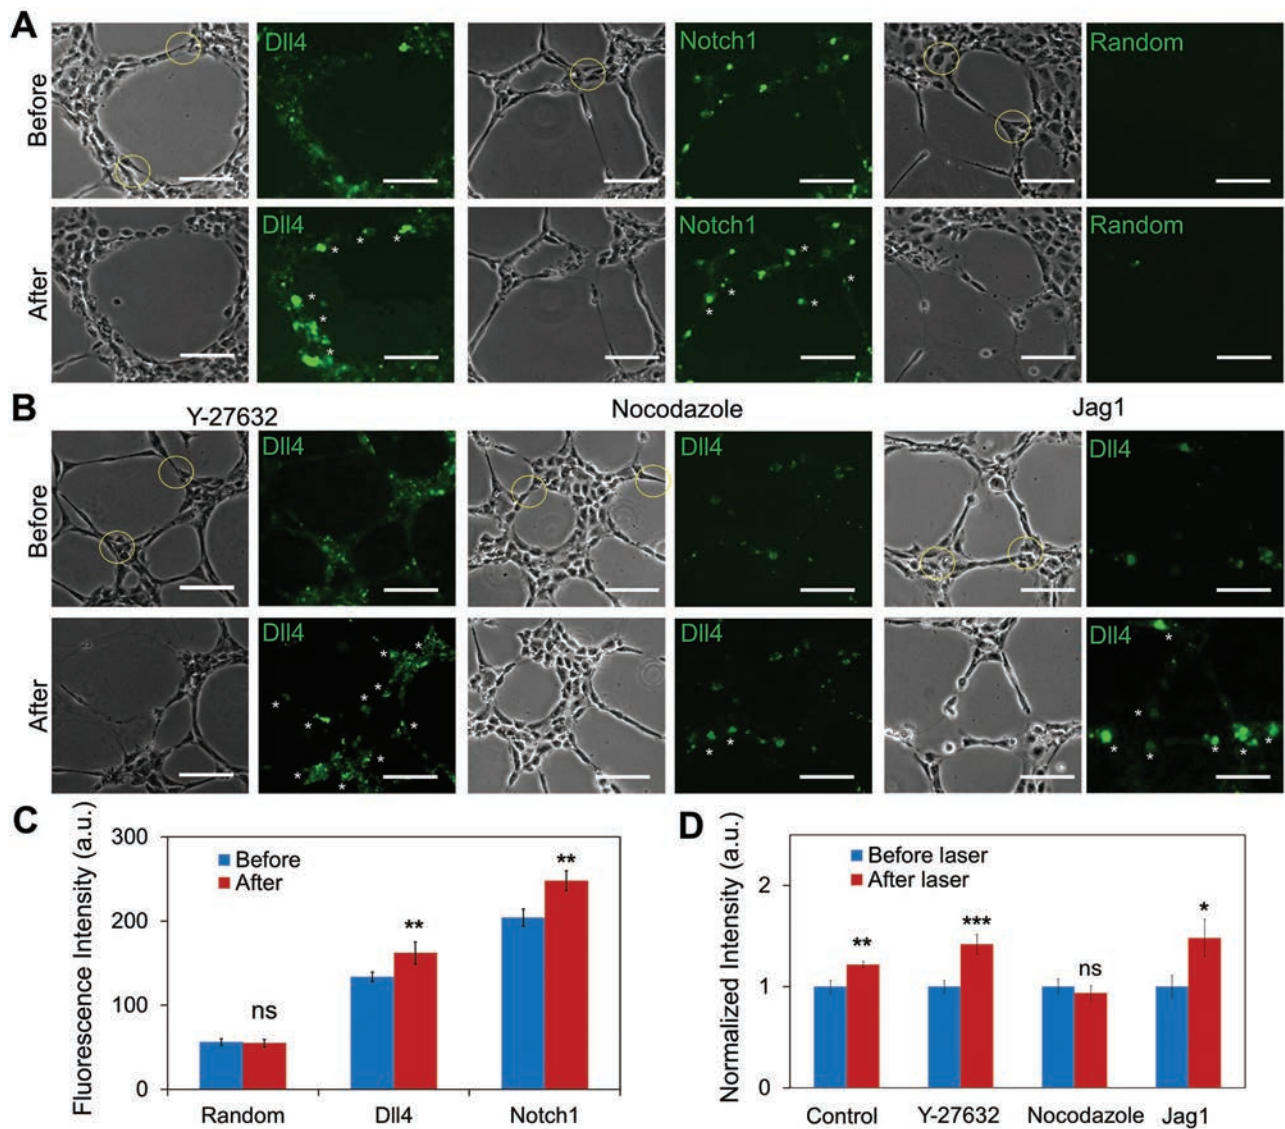 A
Before
Dll4
Notch1
Random
After
Dll4
*
*
*
*
*
*
Notch1
*
*
*
*
*
Random
B
Y-27632
Nocodazole
Jag1
Before
Dll4
Dll4
Dll4
After
Dll4
*
*
*
*
*
*
*
*
*
*
Dll4
*
*
Dll4
*
*
*
*
*
*
*
C
Fluorescence Intensity (a.u.)
300
200
100
0
Before
After
ns
**
**
Random
Dll4
Notch1
D
Normalized Intensity (a.u.)
2
1
0
Before laser
After laser
**
***
ns
*
Control
Y-27632
Nocodazole
Jag1